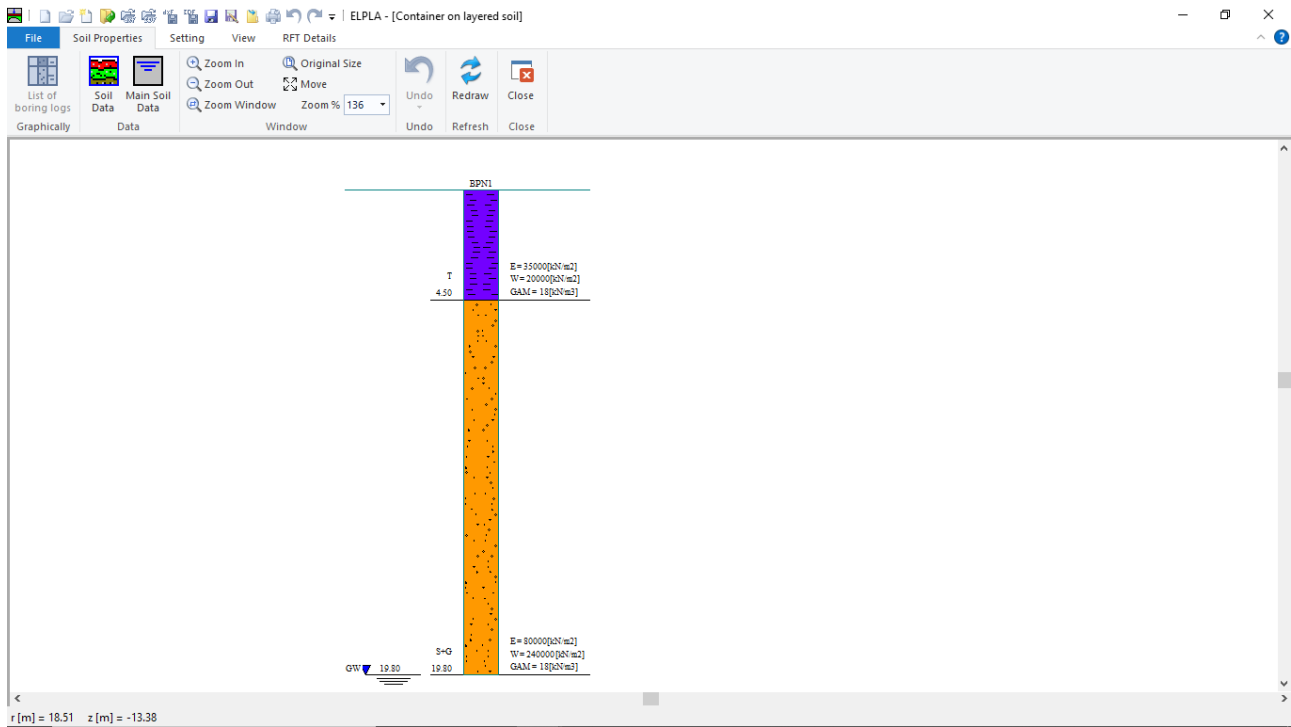 ELPLA - [Container on layered soil]
File Soil Properties Setting View RFT Details
List of boring logs
Graphically
Soil Data
Main Soil Data
Data
Zoom In
Zoom Out
Zoom Window
Original Size
Move
Zoom % 136
Window
Undo
Undo
Redraw
Refresh
Close
Close
BPN1
T
4.50
E=35000[kN/m2]
W=20000[kN/m2]
GAM = 18[kN/m3]
S+G
19.80
GW 19.80
E=80000[kN/m2]
W=240000[kN/m2]
GAM = 18[kN/m3]
r [m] = 18.51 z [m] = -13.38